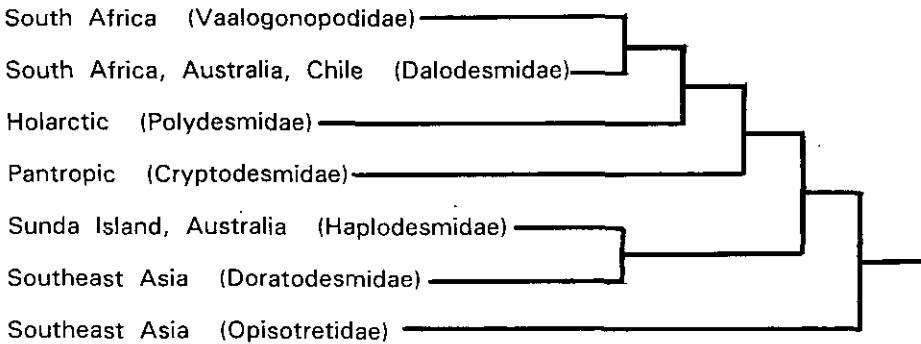 South Africa (Vaalogonopodidae)
South Africa, Australia, Chile (Dalodesmidae)
Holarctic (Polydesmidae)
Pantropic (Cryptodesmidae)
Sunda Island, Australia (Haplodesmidae)
Southeast Asia (Doratodesmidae)
Southeast Asia (Opisotretidae)